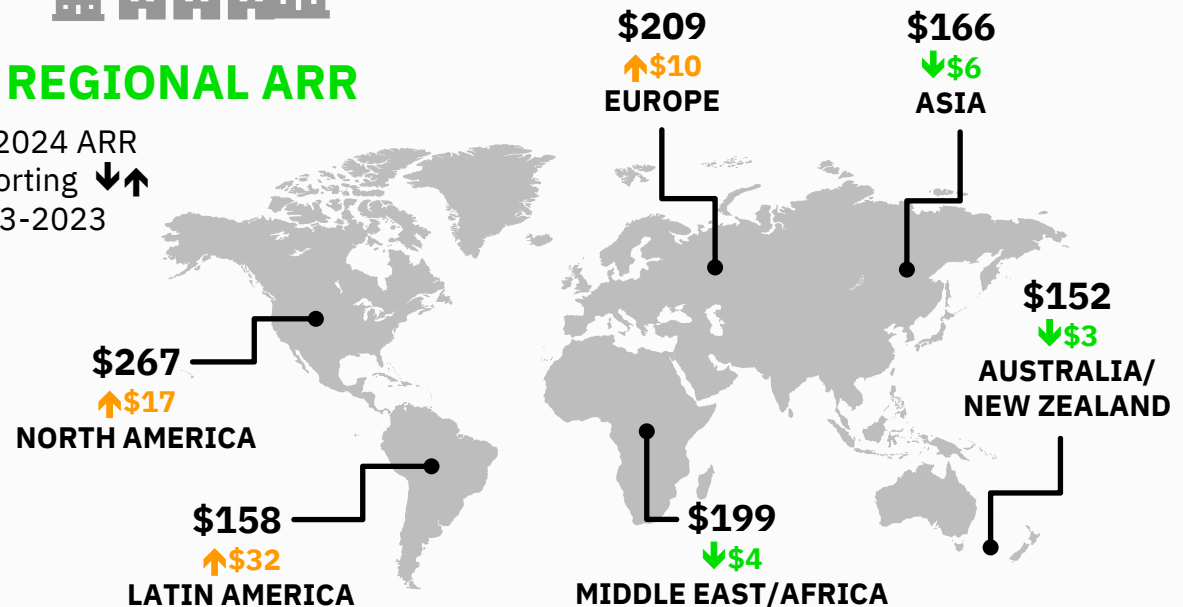 REGIONAL ARR
2024 ARR
orting ↓↑
3-2023
$209
↑$10
EUROPE
$166
↓$6
ASIA
$152
↓$3
AUSTRALIA/
NEW ZEALAND
$267
↑$17
NORTH AMERICA
$158
↑$32
LATIN AMERICA
$199
↓$4
MIDDLE EAST/AFRICA